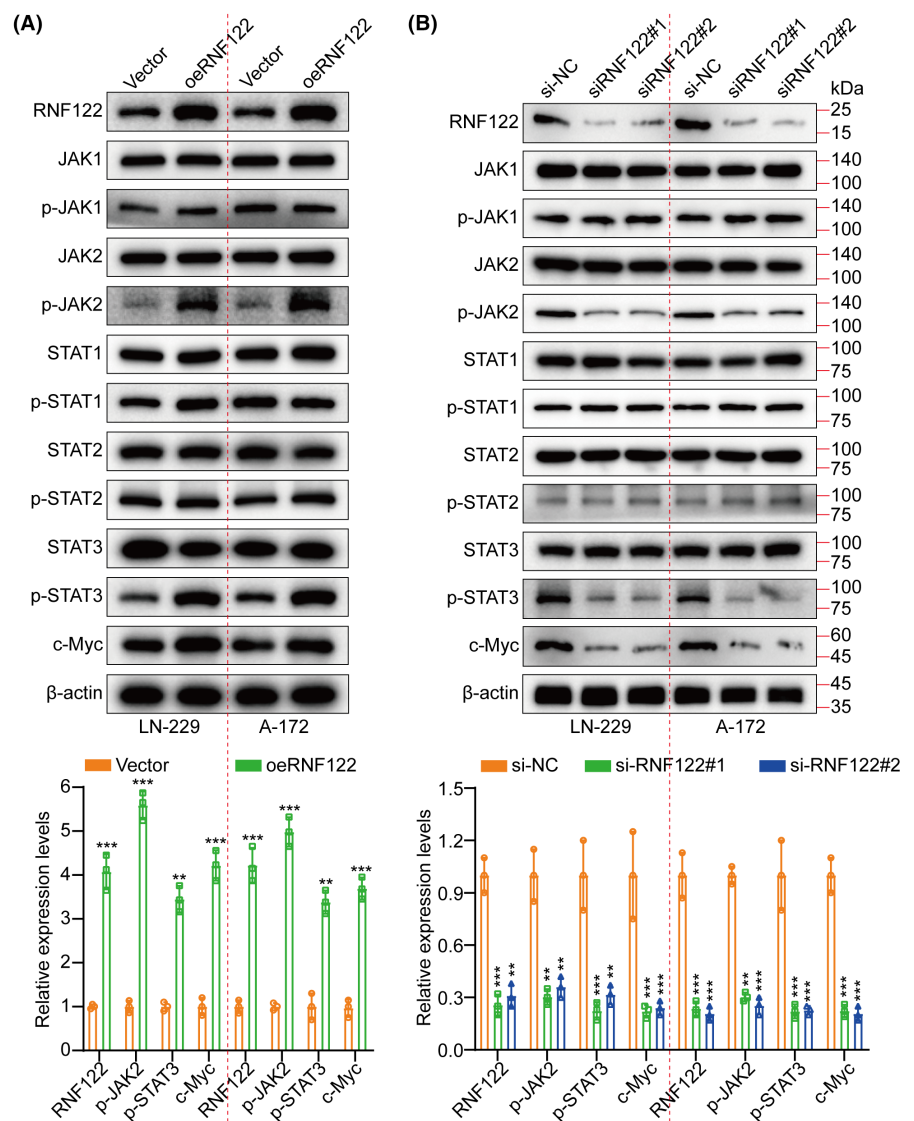 (A)
Vector oeRNF122 Vector oeRNF122
RNF122
JAK1
p-JAK1
JAK2
p-JAK2
STAT1
p-STAT1
STAT2
p-STAT2
STAT3
p-STAT3
c-Myc
β-actin
LN-229 A-172
Vector oeRNF122
Relative expression levels
6
5
4
3
2
1
0
*** *** ** *** *** *** ** ***
RNF122 p-JAK2 p-STAT3 c-Myc RNF122 p-JAK2 p-STAT3 c-Myc
(B)
si-NC siRNF122#1 siRNF122#2 si-NC siRNF122#1 siRNF122#2
kDa
RNF122 25
15
JAK1 140
100
p-JAK1 140
100
JAK2 140
100
p-JAK2 140
100
STAT1 100
75
p-STAT1 100
75
STAT2 100
75
p-STAT2 100
75
STAT3 100
75
p-STAT3 100
75
c-Myc 60
45
β-actin 45
35
LN-229 A-172
si-NC si-RNF122#1 si-RNF122#2
Relative expression levels
1.5
1.2
0.9
0.6
0.3
0.0
*** ** ** ** *** ** *** *** *** *** *** *** *** *** *** ***
RNF122 p-JAK2 p-STAT3 c-Myc RNF122 p-JAK2 p-STAT3 c-Myc